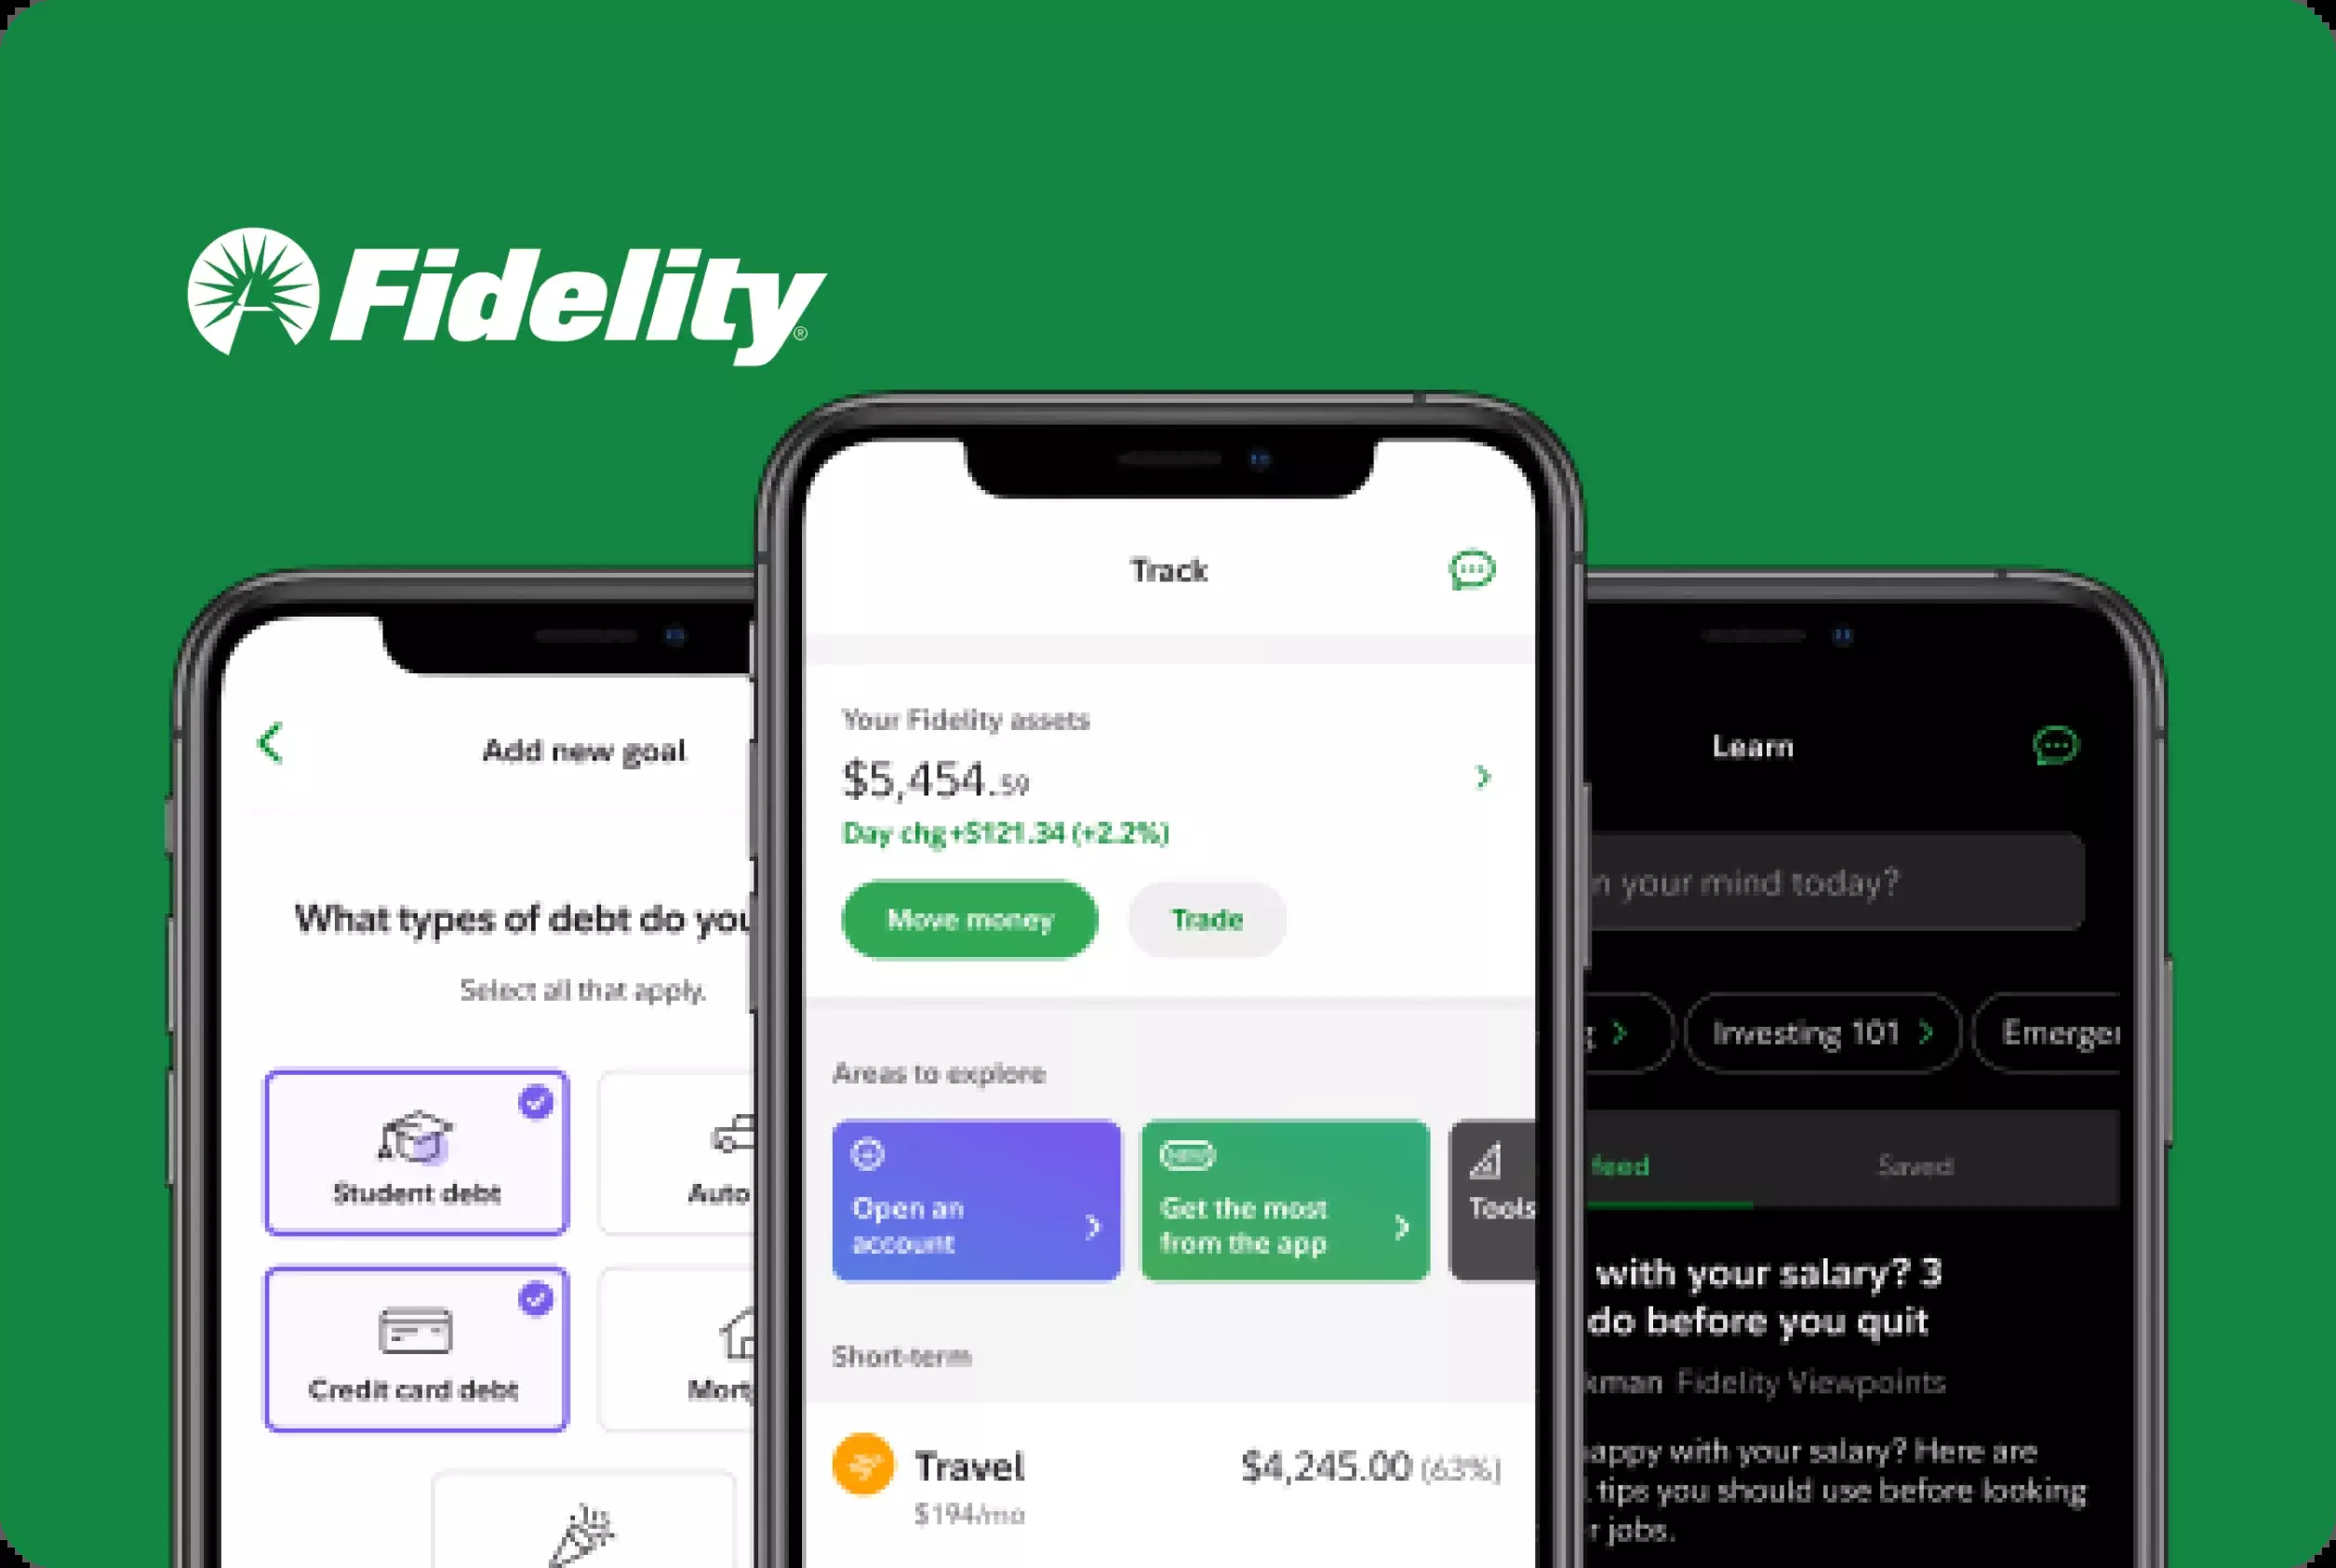 Fidelity®
Add new goal
What types of debt do you
Select all that apply.
Student debt
Auto
Credit card debt
Track
Your Fidelity assets
$5,454.59
Day chg +$121.34 (+2.2%)
Move money
Trade
Areas to explore
Open an
account
Get the most
from the app
Tools
Short-term
Travel
$4,245.00 (63%)
$194/mo
Learn
n your mind today?
Investing 101
feed
Saved
with your salary? 3
do before you quit
Fidelity Viewpoints
with your salary? Here are
tips you should use before looking
r jobs.